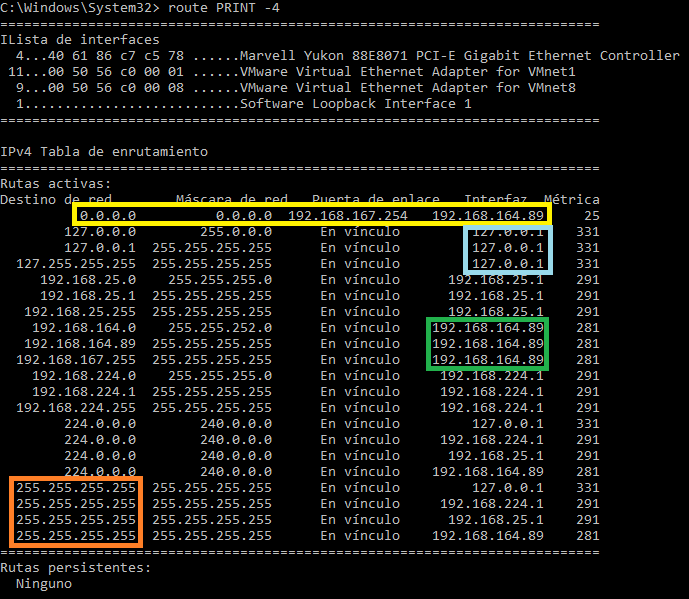 C:\Windows\System32> route PRINT -4
===========================================================================
ILista de interfaces
  4...40 61 86 c7 c5 78 ......Marvell Yukon 88E8071 PCI-E Gigabit Ethernet Controller
 11...00 50 56 c0 00 01 ......VMware Virtual Ethernet Adapter for VMnet1
  9...00 50 56 c0 00 08 ......VMware Virtual Ethernet Adapter for VMnet8
  1...........................Software Loopback Interface 1
===========================================================================
IPv4 Tabla de enrutamiento
===========================================================================
Rutas activas:
Destino de red        Máscara de red   Puerta de enlace   Interfaz  Métrica
          0.0.0.0          0.0.0.0  192.168.167.254   192.168.164.89     25
        127.0.0.0        255.0.0.0      En vínculo         127.0.0.1    331
        127.0.0.1  255.255.255.255      En vínculo         127.0.0.1    331
  127.255.255.255  255.255.255.255      En vínculo         127.0.0.1    331
     192.168.25.0    255.255.255.0      En vínculo      192.168.25.1    291
     192.168.25.1  255.255.255.255      En vínculo      192.168.25.1    291
   192.168.25.255  255.255.255.255      En vínculo      192.168.25.1    291
    192.168.164.0    255.255.252.0      En vínculo    192.168.164.89    281
   192.168.164.89  255.255.255.255      En vínculo    192.168.164.89    281
  192.168.167.255  255.255.255.255      En vínculo    192.168.164.89    281
    192.168.224.0    255.255.255.0      En vínculo     192.168.224.1    291
    192.168.224.1  255.255.255.255      En vínculo     192.168.224.1    291
  192.168.224.255  255.255.255.255      En vínculo     192.168.224.1    291
        224.0.0.0        240.0.0.0      En vínculo         127.0.0.1    331
        224.0.0.0        240.0.0.0      En vínculo     192.168.224.1    291
        224.0.0.0        240.0.0.0      En vínculo      192.168.25.1    291
        224.0.0.0        240.0.0.0      En vínculo    192.168.164.89    281
  255.255.255.255  255.255.255.255      En vínculo         127.0.0.1    331
  255.255.255.255  255.255.255.255      En vínculo     192.168.224.1    291
  255.255.255.255  255.255.255.255      En vínculo      192.168.25.1    291
  255.255.255.255  255.255.255.255      En vínculo    192.168.164.89    281
===========================================================================
Rutas persistentes:
  Ninguno